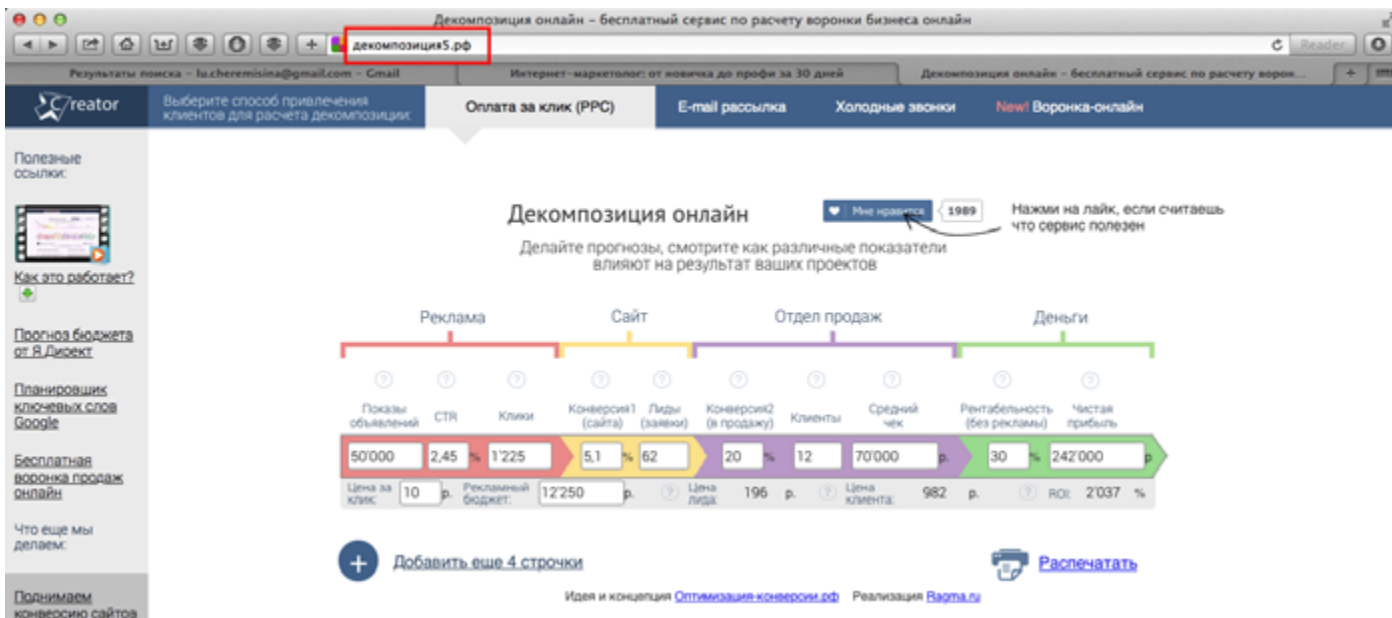 Декомпозиция онлайн – бесплатный сервис по расчету воронки бизнеса онлайн
декомпозиция5.рф
Reader
Результаты поиска – lu.cheremisina@gmail.com – Gmail
Интернет-маркетолог: от новичка до профи за 30 дней
Декомпозиция онлайн – бесплатный сервис по расчету ворон...
Creator
Выберите способ привлечения
клиентов для расчета декомпозиции:
Оплата за клик (PPC)
E-mail рассылка
Холодные звонки
New! Воронка-онлайн
Полезные
ссылки:
Как это работает?
Прогноз бюджета
от Я.Директ
Планировщик
ключевых слов
Google
Бесплатная
воронка продаж
онлайн
Что еще мы
делаем:
Поднимаем
конверсию сайтов
Декомпозиция онлайн
Мне нравится
1989
Нажми на лайк, если считаешь
что сервис полезен
Делайте прогнозы, смотрите как различные показатели
влияют на результат ваших проектов
Реклама
Сайт
Отдел продаж
Деньги
? ? ? ? ? ? ? ? ? ?
Показы
объявлений
CTR
Клики
Конверсия1
(сайта)
Лиды
(заявки)
Конверсия2
(в продажу)
Клиенты
Средний
чек
Рентабельность
(без рекламы)
Чистая
прибыль
50'000 2,45 % 1'225 5,1 % 62 20 % 12 70'000 р. 30 % 242'000 р
Цена за
клик:
10 р.
Рекламный
бюджет:
12'250 р.
? Цена
лида:
196 р.
? Цена
клиента:
982 р.
? ROI: 2'037 %
Добавить еще 4 строчки
Распечатать
Идея и концепция Оптимизация-конверсии.рф Реализация Ragma.ru